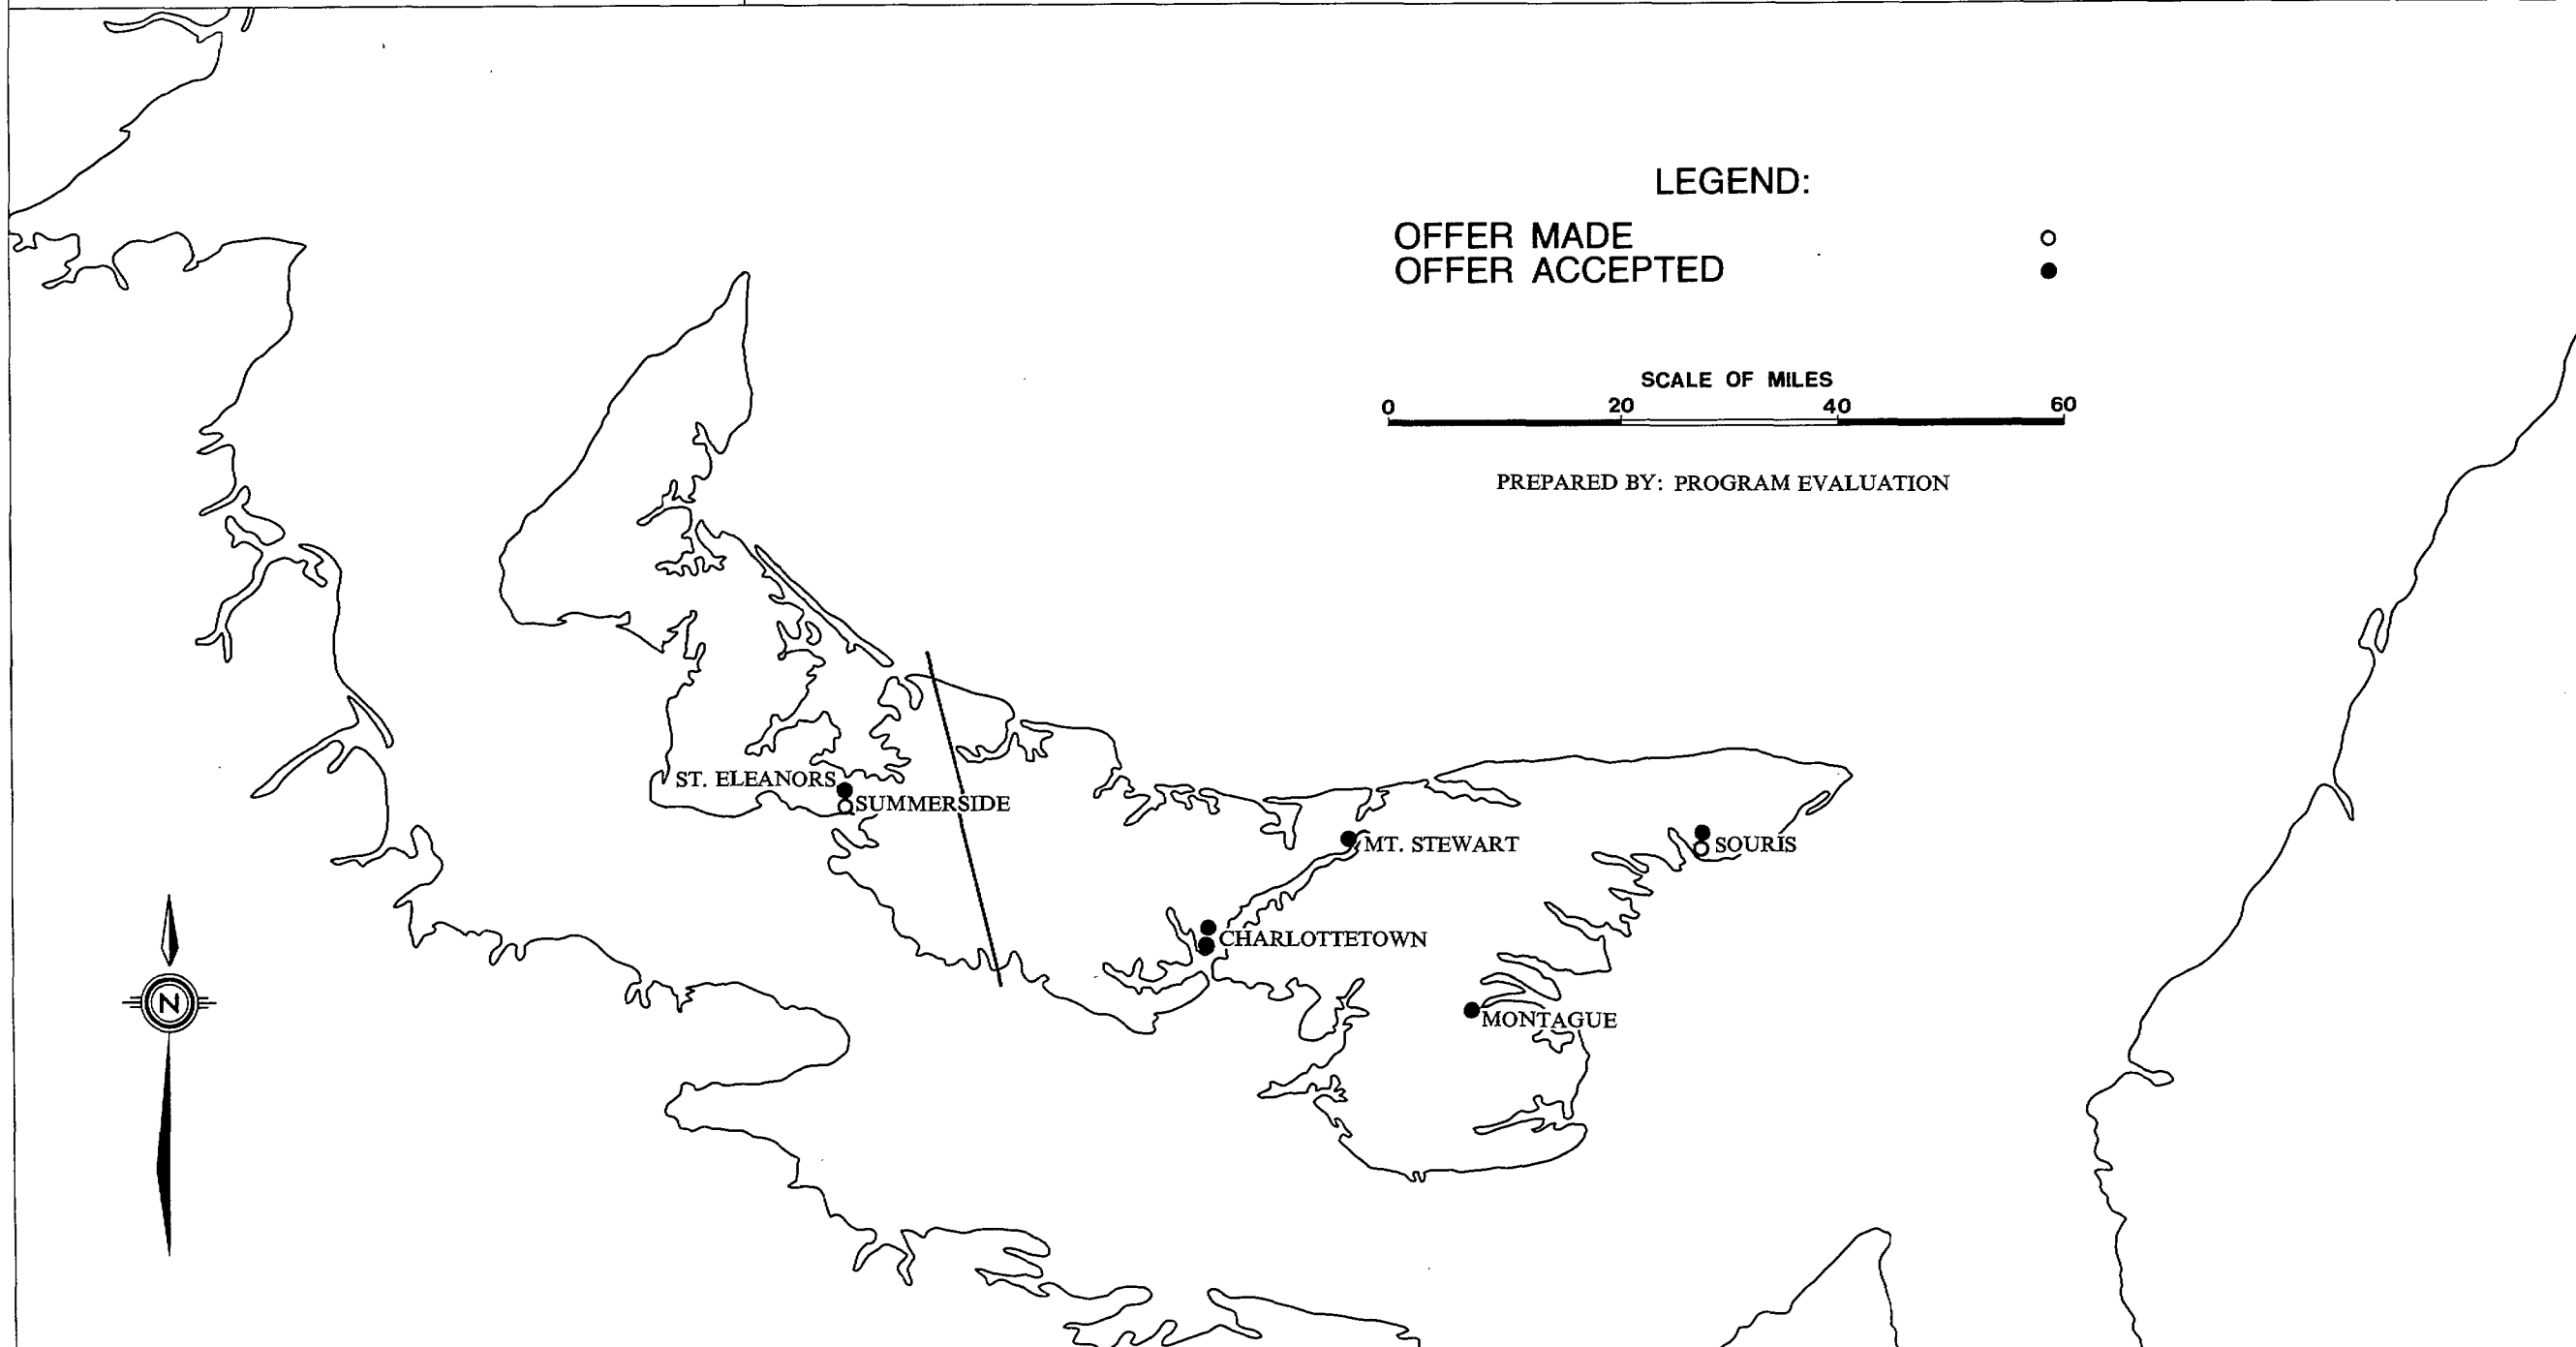 LEGEND:
OFFER MADE
OFFER ACCEPTED
SCALE OF MILES
0 20 40 60
PREPARED BY: PROGRAM EVALUATION
ST. ELEANORS
SUMMERSIDE
MT. STEWART
SOURIS
CHARLOTTETOWN
MONTAGUE
N